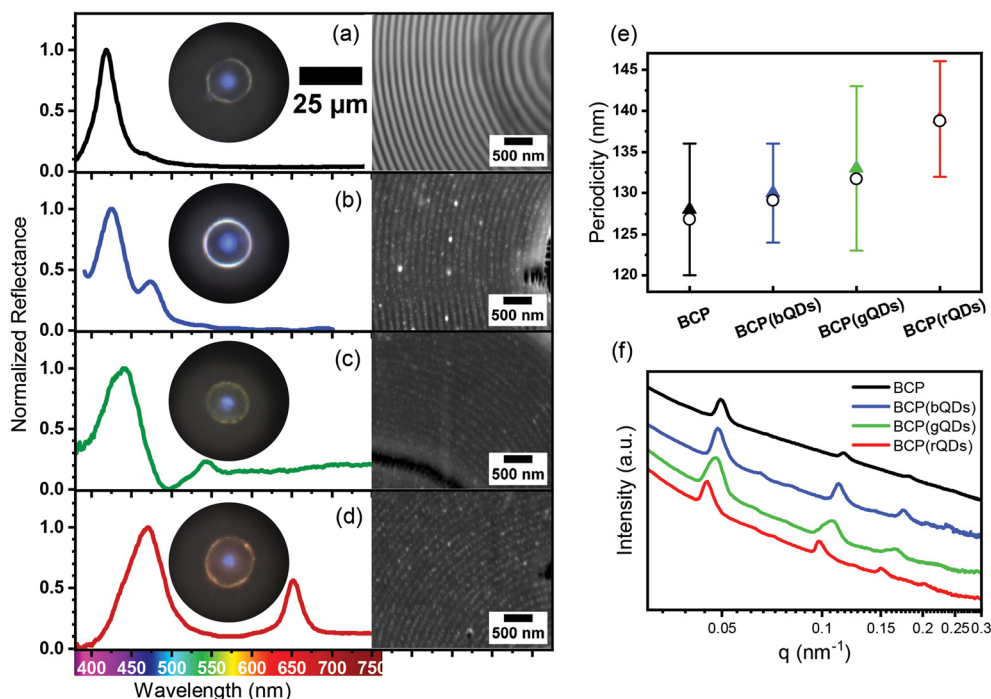 (a)
1.0
0.5
0.0
25 µm
500 nm
(b)
1.0
0.5
0.0
500 nm
(c)
1.0
0.5
0.0
500 nm
(d)
1.0
0.5
0.0
500 nm
Normalized Reflectance
400 450 500 550 600 650 700 750
Wavelength (nm)
(e)
145
140
135
130
125
120
Periodicity (nm)
BCP
BCP(bQDs)
BCP(gQDs)
BCP(rQDs)
(f)
BCP
BCP(bQDs)
BCP(gQDs)
BCP(rQDs)
Intensity (a.u.)
0.05 0.1 0.15 0.2 0.25 0.3
q (nm⁻¹)